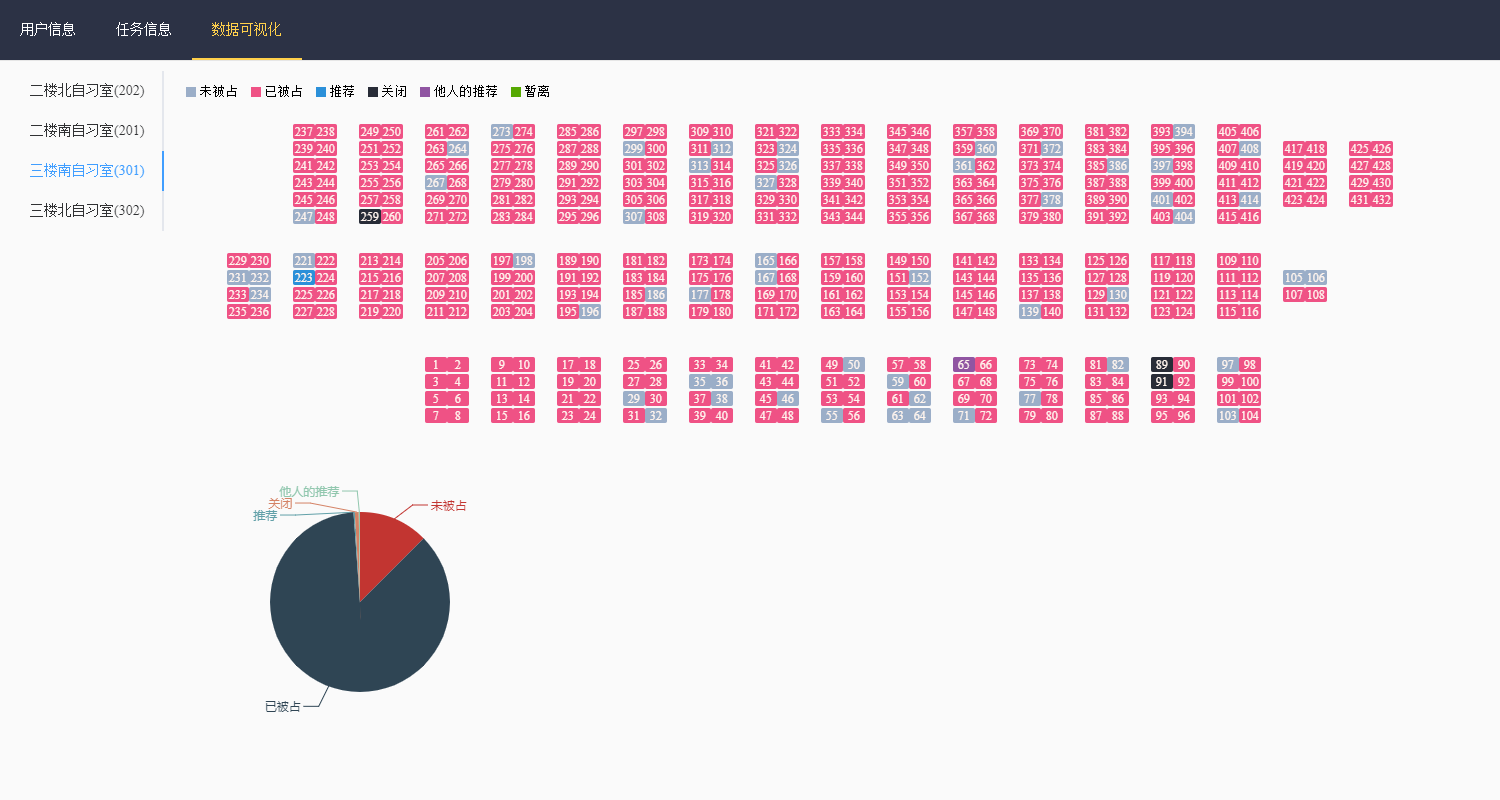 用户信息 任务信息 数据可视化
二楼北自习室(202)
二楼南自习室(201)
三楼南自习室(301)
三楼北自习室(302)
未被占 已被占 推荐 关闭 他人的推荐 暂离
237 238 249 250 261 262 273 274 285 286 297 298 309 310 321 322 333 334 345 346 357 358 369 370 381 382 393 394 405 406
239 240 251 252 263 264 275 276 287 288 299 300 311 312 323 324 335 336 347 348 359 360 371 372 383 384 395 396 407 408 417 418 425 426
241 242 253 254 265 266 277 278 289 290 301 302 313 314 325 326 337 338 349 350 361 362 373 374 385 386 397 398 409 410 419 420 427 428
243 244 255 256 267 268 279 280 291 292 303 304 315 316 327 328 339 340 351 352 363 364 375 376 387 388 399 400 411 412 421 422 429 430
245 246 257 258 269 270 281 282 293 294 305 306 317 318 329 330 341 342 353 354 365 366 377 378 389 390 401 402 413 414 423 424 431 432
247 248 259 260 271 272 283 284 295 296 307 308 319 320 331 332 343 344 355 356 367 368 379 380 391 392 403 404 415 416
229 230 221 222 213 214 205 206 197 198 189 190 181 182 173 174 165 166 157 158 149 150 141 142 133 134 125 126 117 118 109 110
231 232 223 224 215 216 207 208 199 200 191 192 183 184 175 176 167 168 159 160 151 152 143 144 135 136 127 128 119 120 111 112 105 106
233 234 225 226 217 218 209 210 201 202 193 194 185 186 177 178 169 170 161 162 153 154 145 146 137 138 129 130 121 122 113 114 107 108
235 236 227 228 219 220 211 212 203 204 195 196 187 188 179 180 171 172 163 164 155 156 147 148 139 140 131 132 123 124 115 116
1 2 9 10 17 18 25 26 33 34 41 42 49 50 57 58 65 66 73 74 81 82 89 90 97 98
3 4 11 12 19 20 27 28 35 36 43 44 51 52 59 60 67 68 75 76 83 84 91 92 99 100
5 6 13 14 21 22 29 30 37 38 45 46 53 54 61 62 69 70 77 78 85 86 93 94 101 102
7 8 15 16 23 24 31 32 39 40 47 48 55 56 63 64 71 72 79 80 87 88 95 96 103 104
他人的推荐
关闭
未被占
推荐
已被占